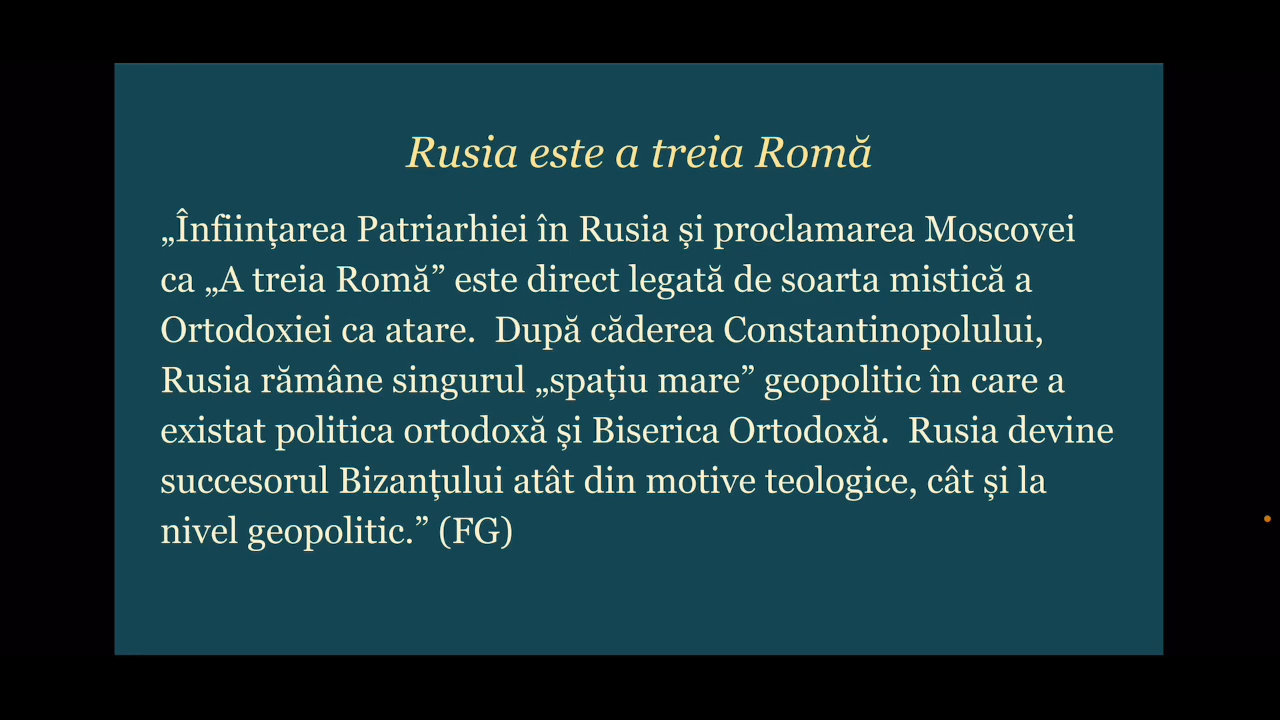 Rusia este a treia Romă
„Înființarea Patriarhiei în Rusia și proclamarea Moscovei
ca „A treia Romă” este direct legată de soarta mistică a
Ortodoxiei ca atare.  După căderea Constantinopolului,
Rusia rămâne singurul „spațiu mare” geopolitic în care a
existat politica ortodoxă și Biserica Ortodoxă.  Rusia devine
succesorul Bizanțului atât din motive teologice, cât și la
nivel geopolitic.” (FG)